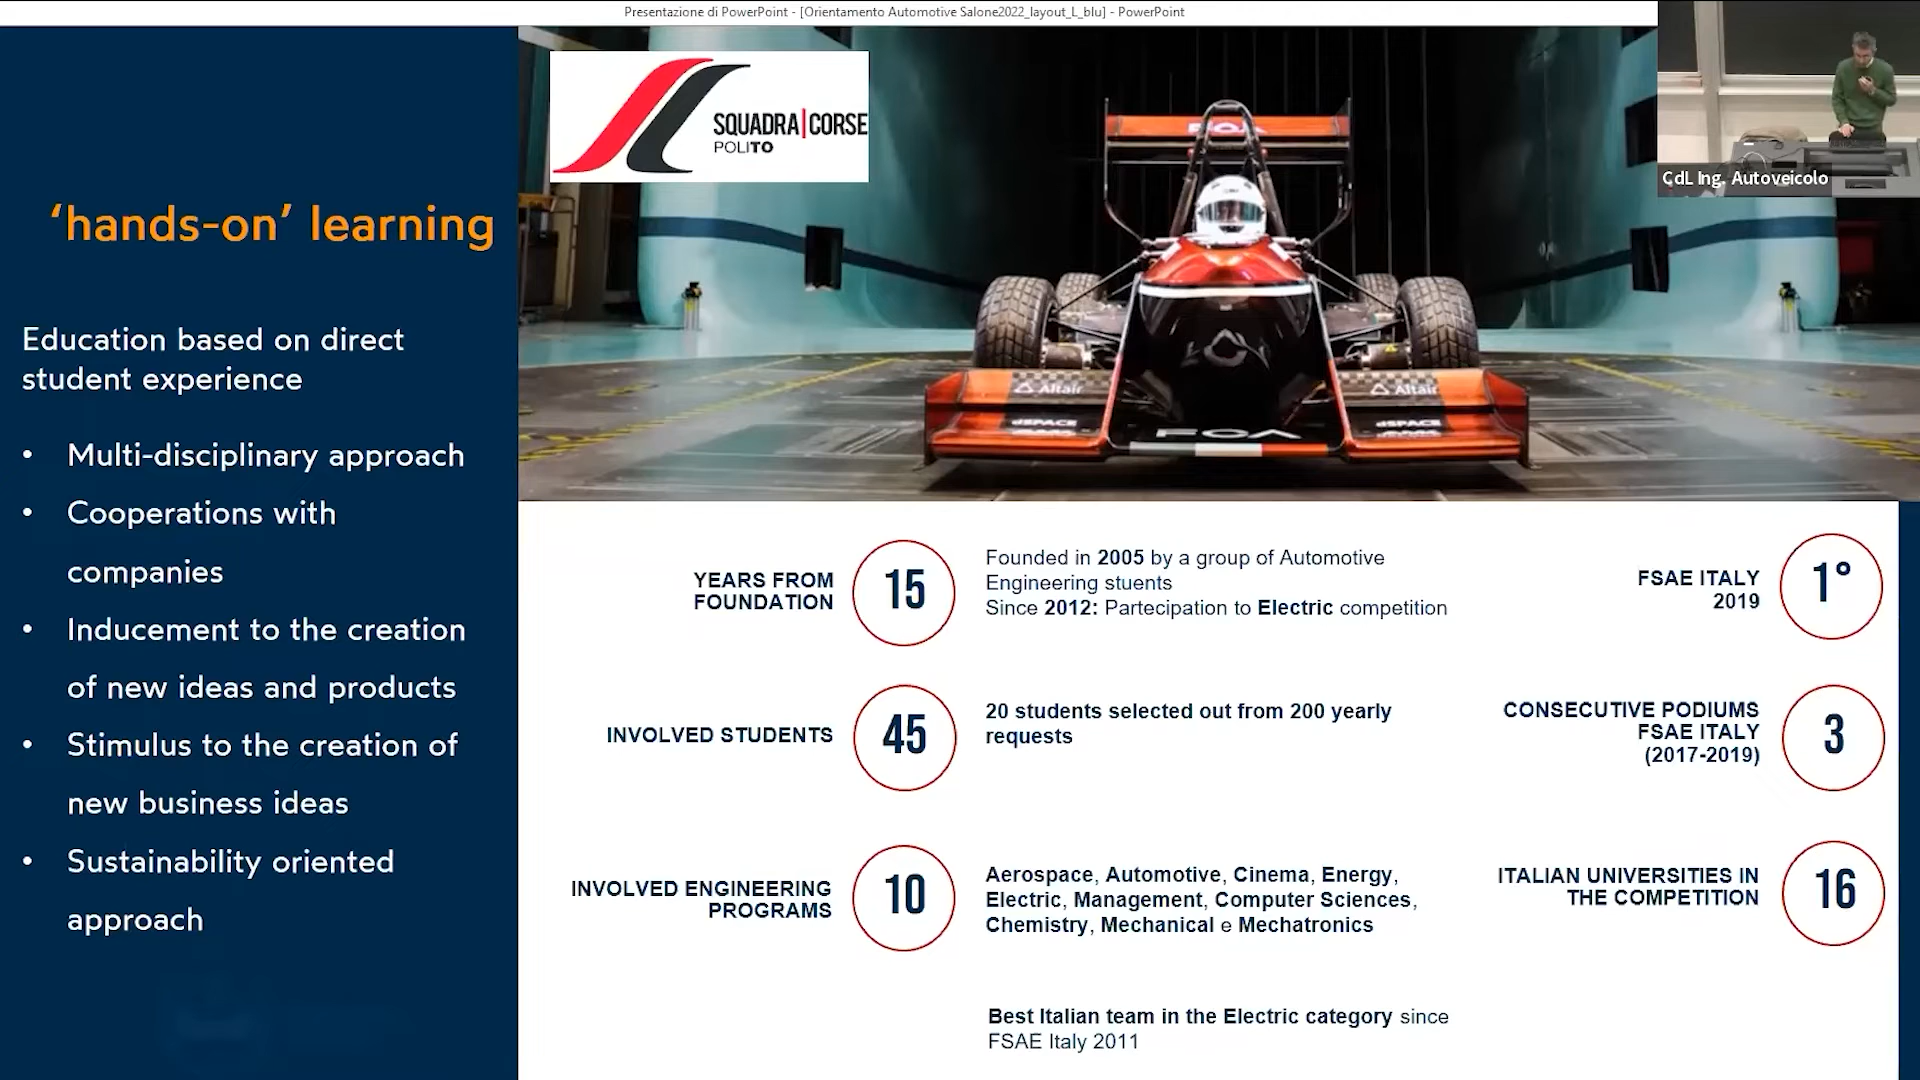 Presentazione di PowerPoint - [Orientamento Automotive Salone2022_layout_L_blu] - PowerPoint
CdL Ing. Autoveicolo
SQUADRA|CORSE
POLITO
‘hands-on’ learning
Education based on direct
student experience
• Multi-disciplinary approach
• Cooperations with
companies
• Inducement to the creation
of new ideas and products
• Stimulus to the creation of
new business ideas
• Sustainability oriented
approach
Altair
Altair
dSPACE
dSPACE
YEARS FROM
FOUNDATION
15
Founded in 2005 by a group of Automotive
Engineering stuents
Since 2012: Partecipation to Electric competition
FSAE ITALY
2019
1°
INVOLVED STUDENTS
45
20 students selected out from 200 yearly
requests
CONSECUTIVE PODIUMS
FSAE ITALY
(2017-2019)
3
INVOLVED ENGINEERING
PROGRAMS
10
Aerospace, Automotive, Cinema, Energy,
Electric, Management, Computer Sciences,
Chemistry, Mechanical e Mechatronics
ITALIAN UNIVERSITIES IN
THE COMPETITION
16
Best Italian team in the Electric category since
FSAE Italy 2011